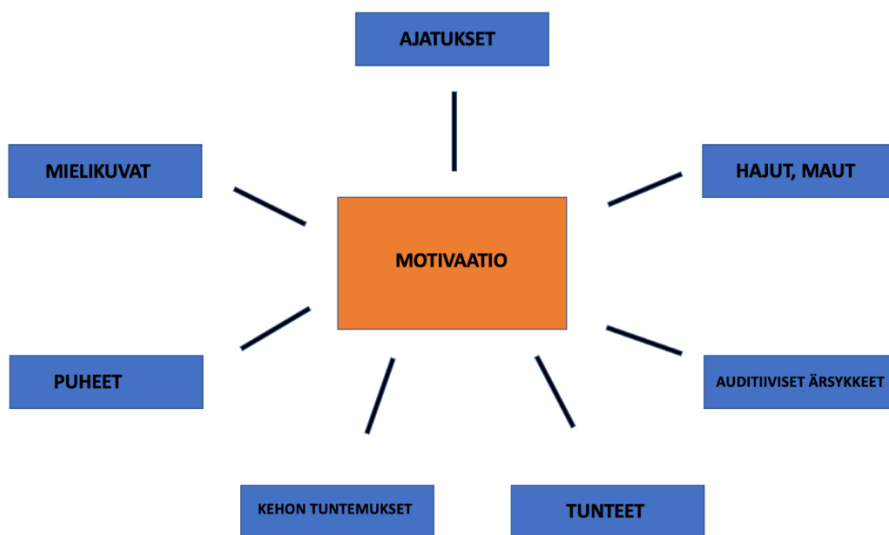 AJATUKSET
MIELIKUVAT
HAJUT, MAUT
MOTIVAATIO
PUHEET
AUDITIIVISET ÄRSYKKEET
KEHON TUNTEMUKSET
TUNTEET